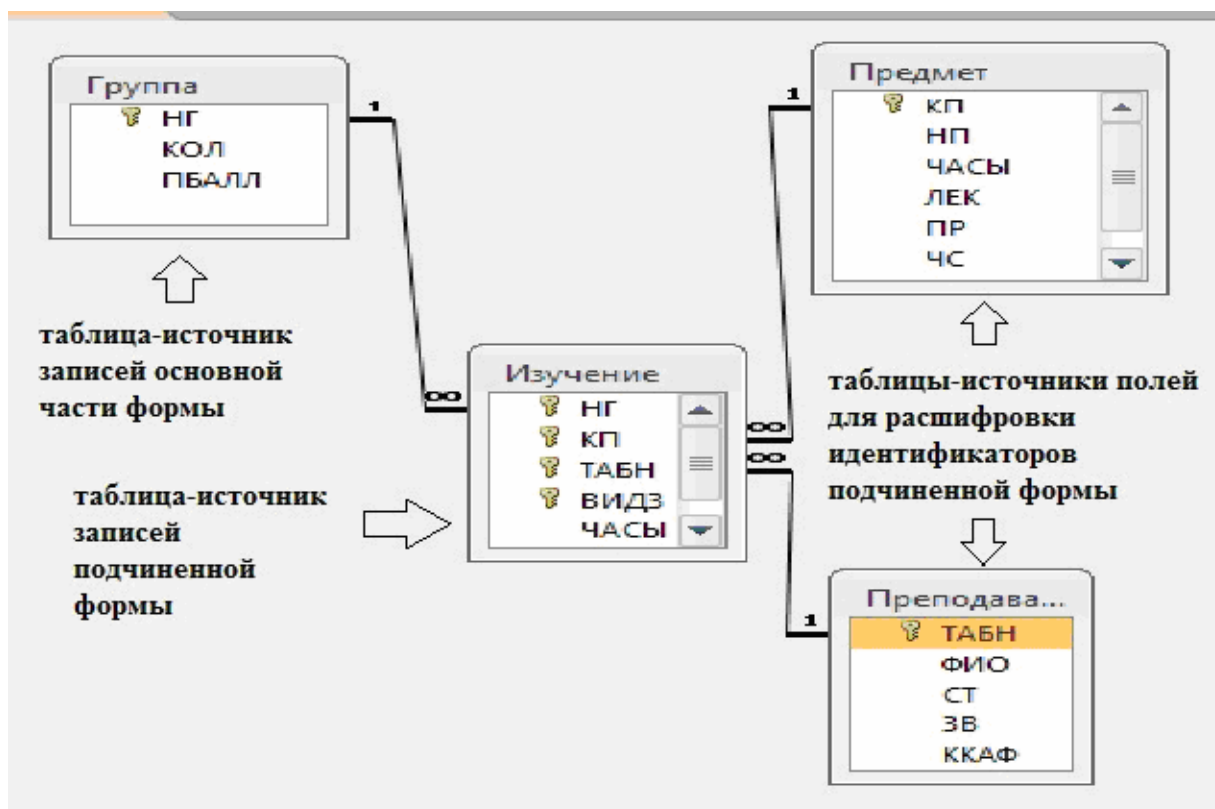 Группа
НГ
КОЛ
ПБАЛЛ
1
таблица-источник
записей основной
части формы
Предмет
КП
НП
ЧАСЫ
ЛЕК
ПР
ЧС
1
таблицы-источники полей
для расшифровки
идентификаторов
подчиненной формы
Изучение
НГ
КП
ТАБН
ВИДЗ
ЧАСЫ
∞
∞
∞
таблица-источник
записей
подчиненной
формы
Преподава...
ТАБН
ФИО
СТ
ЗВ
ККАФ
1